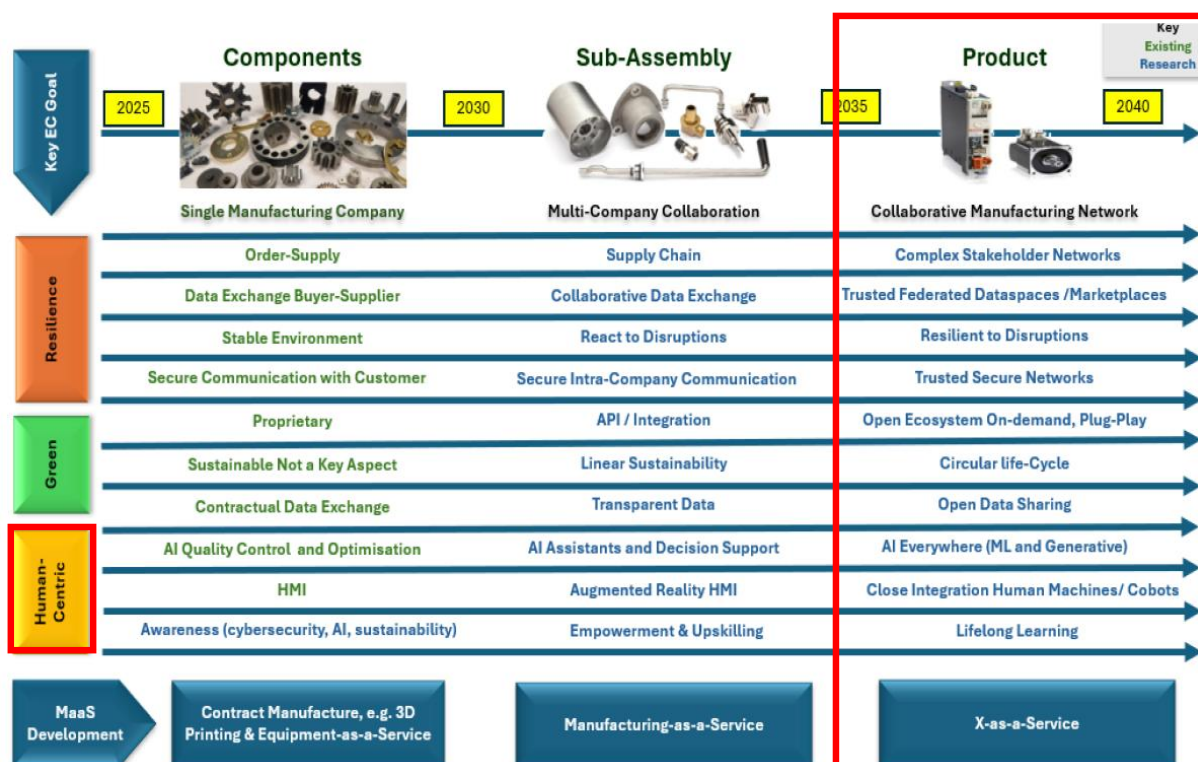 Key
Existing
Research
Key EC Goal
Components
Sub-Assembly
Product
2025
2030
2035
2040
Single Manufacturing Company
Multi-Company Collaboration
Collaborative Manufacturing Network
Resilience
Order-Supply
Supply Chain
Complex Stakeholder Networks
Data Exchange Buyer-Supplier
Collaborative Data Exchange
Trusted Federated Dataspaces /Marketplaces
Stable Environment
React to Disruptions
Resilient to Disruptions
Secure Communication with Customer
Secure Intra-Company Communication
Trusted Secure Networks
Green
Proprietary
API / Integration
Open Ecosystem On-demand, Plug-Play
Sustainable Not a Key Aspect
Linear Sustainability
Circular life-Cycle
Contractual Data Exchange
Transparent Data
Open Data Sharing
Human-
Centric
AI Quality Control and Optimisation
AI Assistants and Decision Support
AI Everywhere (ML and Generative)
HMI
Augmented Reality HMI
Close Integration Human Machines/ Cobots
Awareness (cybersecurity, AI, sustainability)
Empowerment & Upskilling
Lifelong Learning
MaaS
Development
Contract Manufacture, e.g. 3D
Printing & Equipment-as-a-Service
Manufacturing-as-a-Service
X-as-a-Service